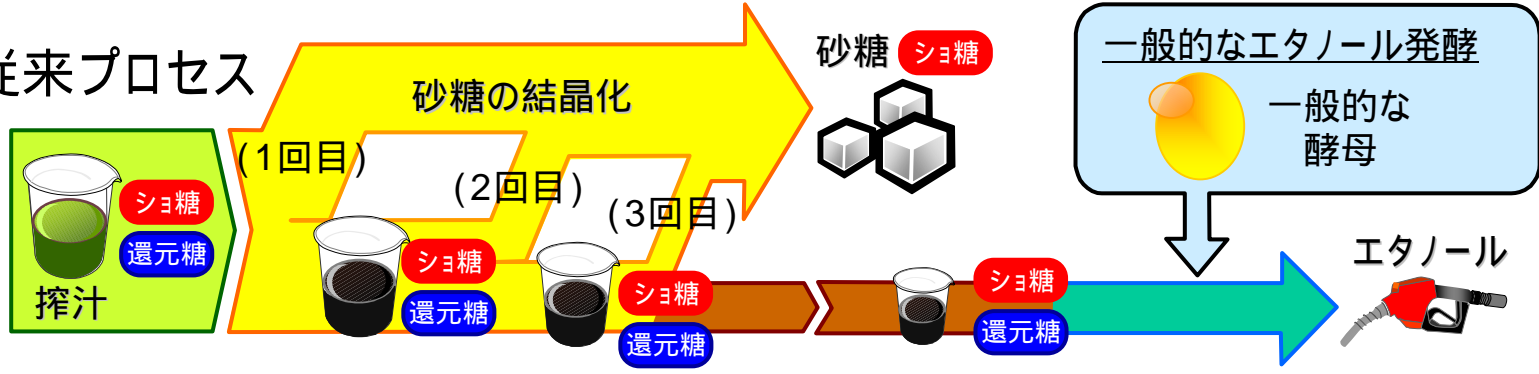 従来プロセス
搾汁
ショ糖
還元糖
砂糖の結晶化
(1回目)
(2回目)
(3回目)
ショ糖
還元糖
ショ糖
還元糖
砂糖
ショ糖
ショ糖
還元糖
一般的なエタノール発酵
一般的な
酵母
エタノール